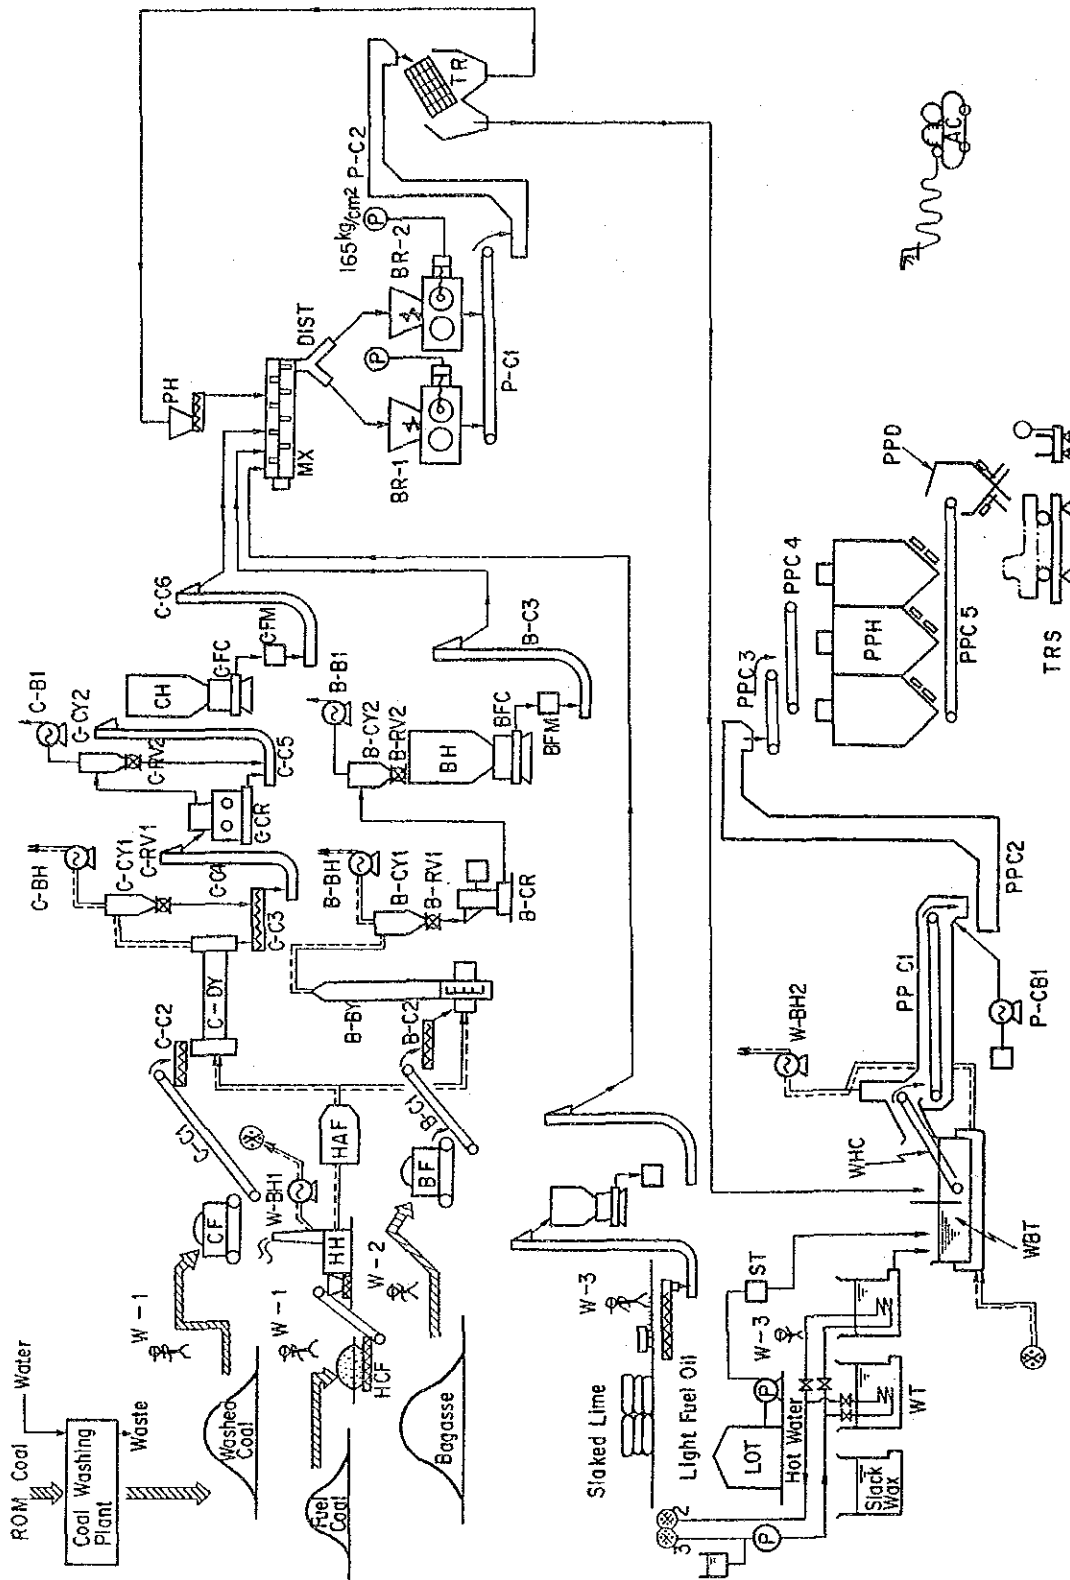 ROM Coal
Water
Coal Washing
Plant
Waste
Washed
Coal
Fuel
Coal
Bagasse
W-1
W-1
W-2
HCF
CF
C-C1
C-C2
C-DY
W-BH1
HH
HAF
BF
B-C1
B-C2
B-BY
C-BH
C-CY1
C-RV1
C-C4
C-C3
B-BH
B-CY1
B-RV1
B-CR
C-B1
C-CY2
C-RV2
C-CR
C-C5
CH
C-FC
CFM
C-C6
B-B1
B-CY2
B-RV2
BH
BFC
BFM
B-C3
PH
MX
DIST
BR-1
BR-2
165kg/cm2
P
P
P-C1
P-C2
TR
AC
Slaked Lime
W-3
Light Fuel Oil
LOT
P
ST
Hot Water
W-3
2
3
P
Slack
Wax
WT
WBT
WHC
W-BH2
PP C1
P-CB1
PPC2
PPC3
PPC4
PPH
PPC5
PPD
TRS